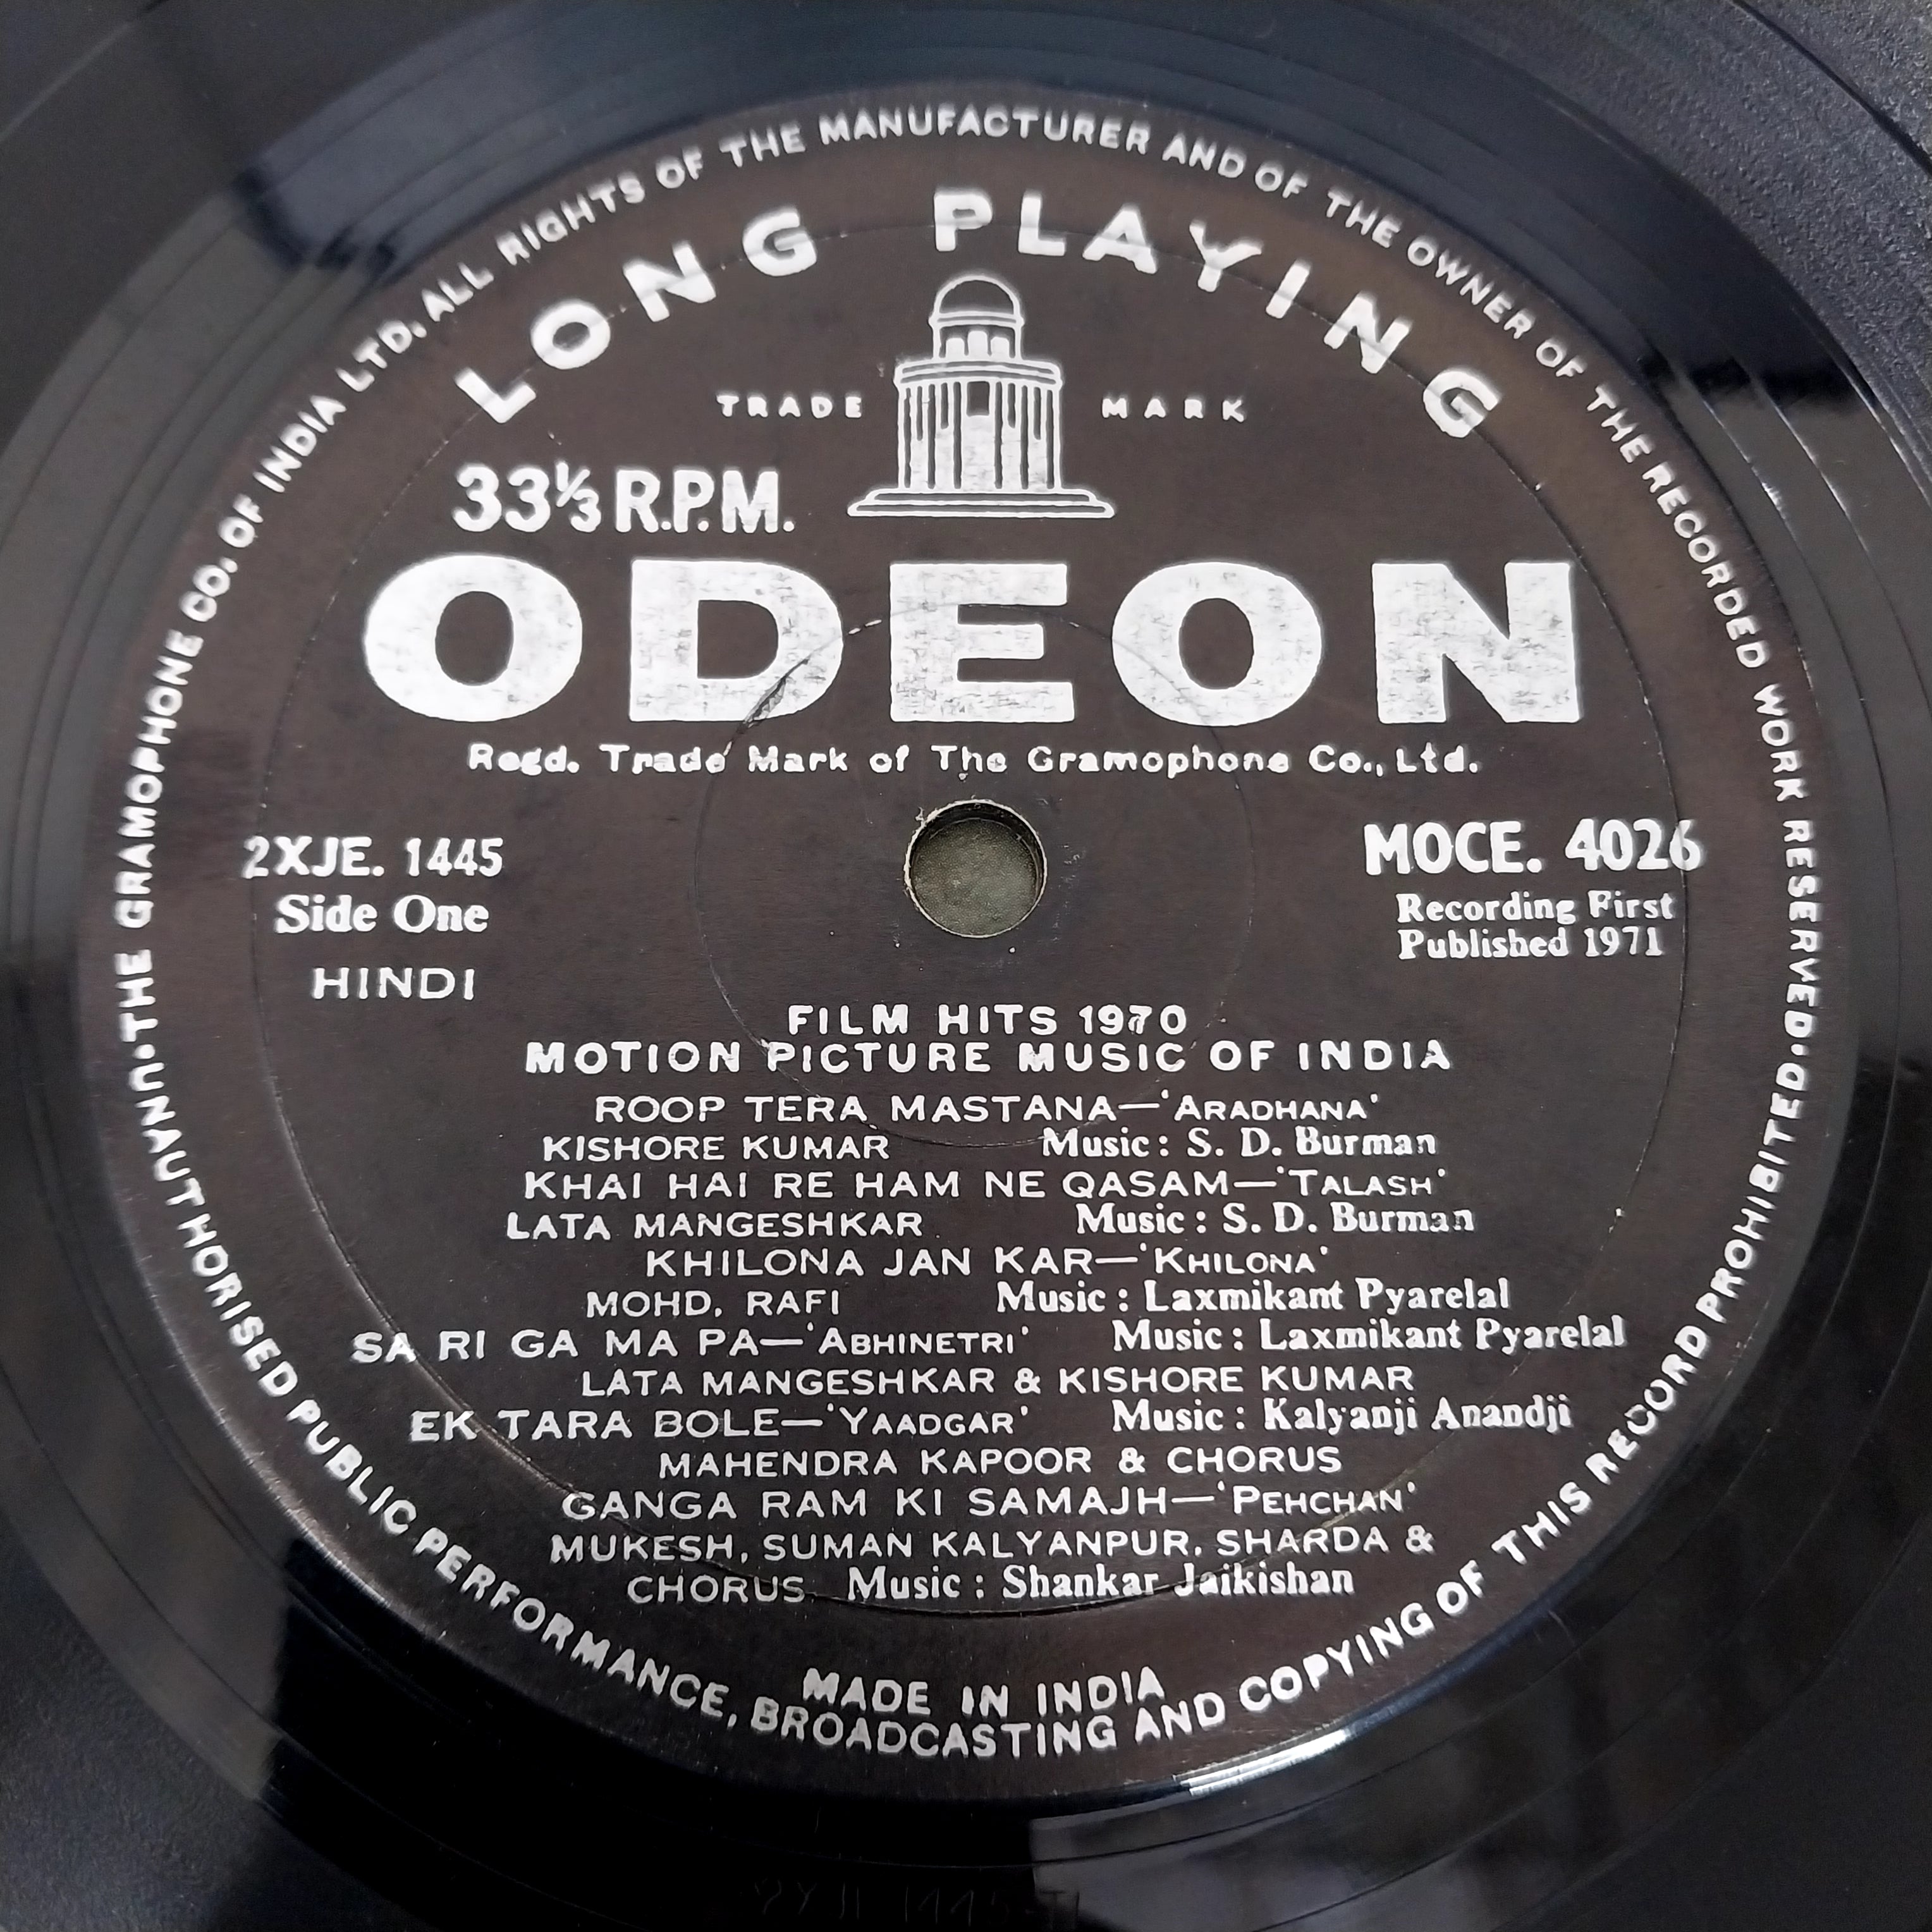 THE GRAMOPHONE CO. OF INDIA LTD. ALL RIGHTS OF THE MANUFACTURER AND OF THE OWNER OF THE RECORDED WORK RESERVED.
UNAUTHORISED PUBLIC PERFORMANCE, BROADCASTING AND COPYING OF THIS RECORD PROHIBITED.
LONG PLAYING
TRADE MARK
33⅓ R.P.M.
ODEON
Regd. Trade Mark of The Gramophone Co., Ltd.
2XJE. 1445
Side One
HINDI
MOCE. 4026
Recording First
Published 1971
FILM HITS 1970
MOTION PICTURE MUSIC OF INDIA
ROOP TERA MASTANA—'ARADHANA'
KISHORE KUMAR Music : S. D. Burman
KHAI HAI RE HAM NE QASAM—'TALASH'
LATA MANGESHKAR Music : S. D. Burman
KHILONA JAN KAR—'KHILONA'
MOHD. RAFI Music : Laxmikant Pyarelal
SA RI GA MA PA—'ABHINETRI' Music : Laxmikant Pyarelal
LATA MANGESHKAR & KISHORE KUMAR
EK TARA BOLE—'YAADGAR' Music : Kalyanji Anandji
MAHENDRA KAPOOR & CHORUS
GANGA RAM KI SAMAJH—'PEHCHAN'
MUKESH, SUMAN KALYANPUR, SHARDA &
CHORUS Music : Shankar Jaikishan
MADE IN INDIA